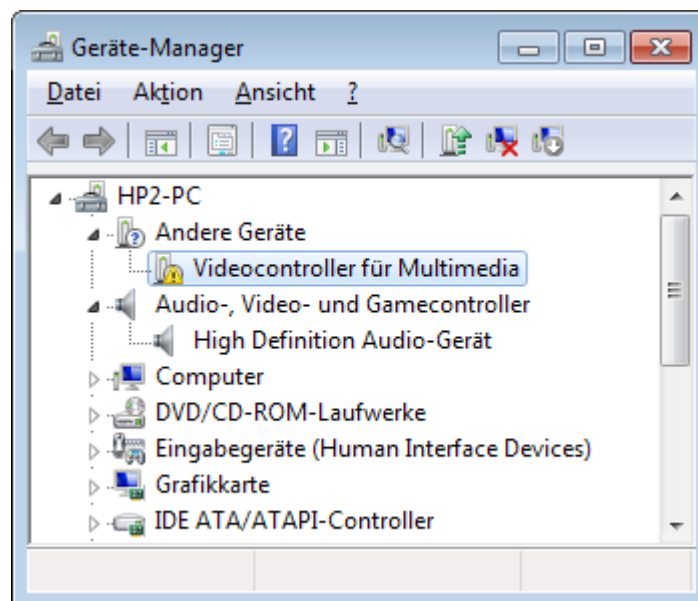 Geräte-Manager
Datei Aktion Ansicht ?
HP2-PC
Andere Geräte
Videocontroller für Multimedia
Audio-, Video- und Gamecontroller
High Definition Audio-Gerät
Computer
DVD/CD-ROM-Laufwerke
Eingabegeräte (Human Interface Devices)
Grafikkarte
IDE ATA/ATAPI-Controller